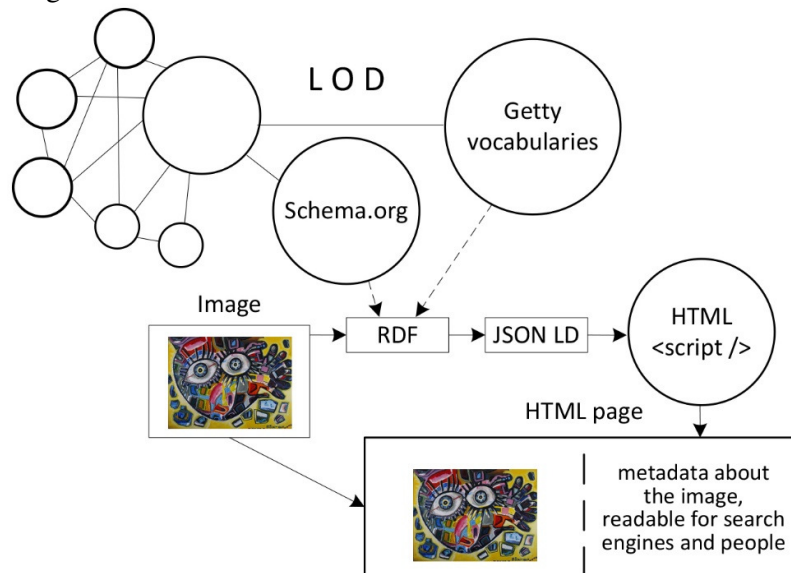 L O D
Getty
vocabularies
Schema.org
Image
RDF
JSON LD
HTML
<script />
HTML page
metadata about
the image,
readable for search
engines and people